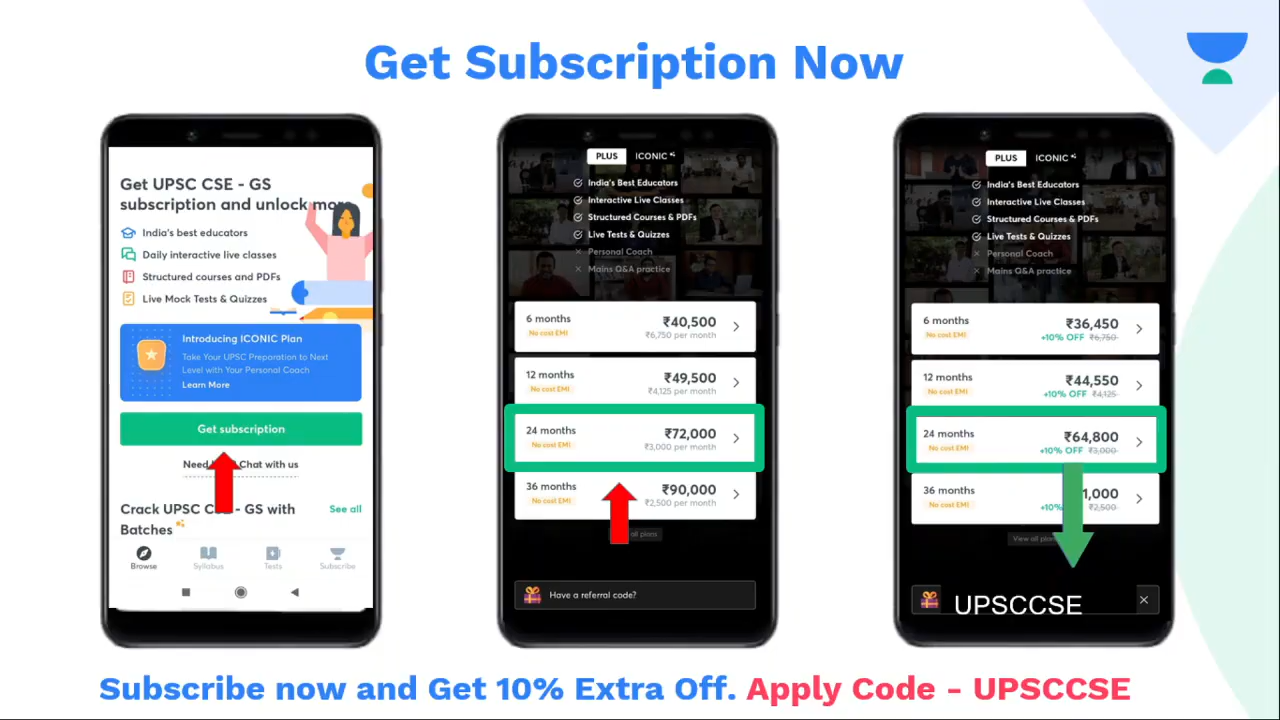 Get Subscription Now
Get UPSC CSE - GS
subscription and unlock more
India's best educators
Daily interactive live classes
Structured courses and PDFs
Live Mock Tests & Quizzes
Introducing ICONIC Plan
Take Your UPSC Preparation to Next
Level with Your Personal Coach
Learn More
Get subscription
Need Chat with us
Crack UPSC CSE - GS with
Batches
See all
Browse Syllabus Tests Subscribe
PLUS ICONIC
India's Best Educators
Interactive Live Classes
Structured Courses & PDFs
Live Tests & Quizzes
Personal Coach
Mains Q&A practice
6 months ₹40,500
No cost EMI ₹6,750 per month
12 months ₹49,500
No cost EMI ₹4,125 per month
24 months ₹72,000
No cost EMI ₹3,000 per month
36 months ₹90,000
No cost EMI ₹2,500 per month
all plans
Have a referral code?
PLUS ICONIC
India's Best Educators
Interactive Live Classes
Structured Courses & PDFs
Live Tests & Quizzes
Personal Coach
Mains Q&A practice
6 months ₹36,450
No cost EMI +10% OFF ₹6,750
12 months ₹44,550
No cost EMI +10% OFF ₹4,125
24 months ₹64,800
No cost EMI +10% OFF ₹3,000
36 months 1,000
No cost EMI +10% ₹2,500
View all plans
UPSCCSE
Subscribe now and Get 10% Extra Off. Apply Code - UPSCCSE